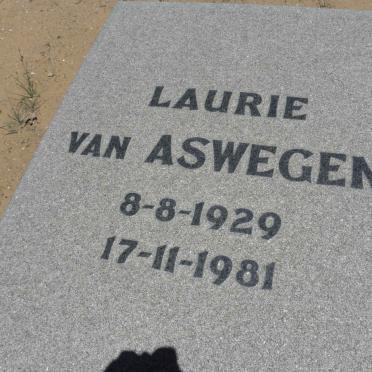 LAURIE
VAN ASWEGEN
8-8-1929
17-11-1981